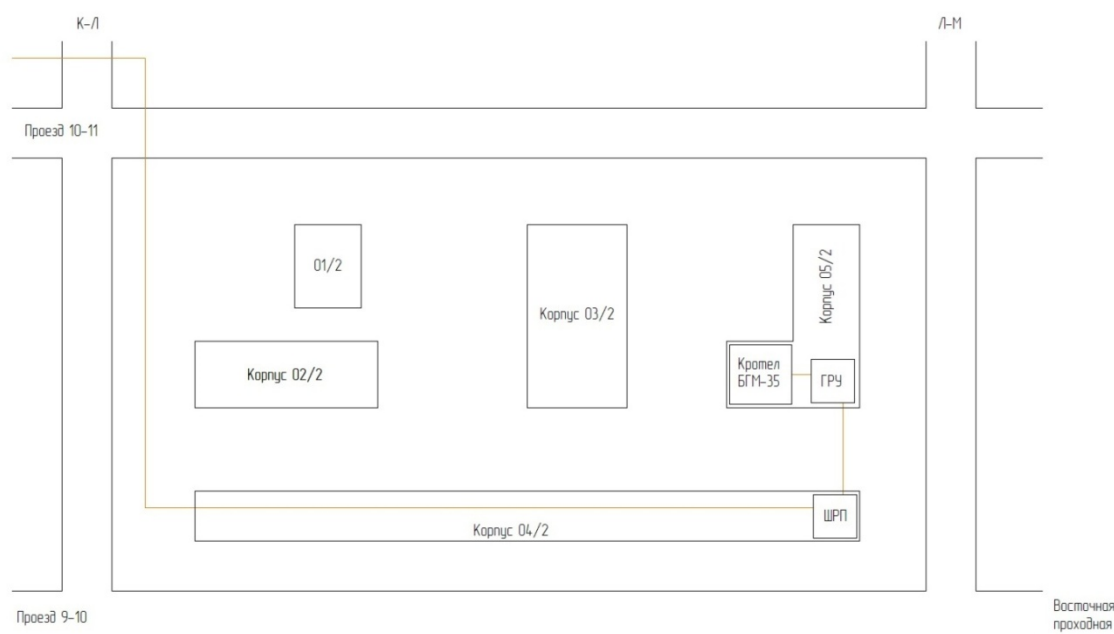 К-Л
Л-М
Проезд 10-11
01/2
Корпус 02/2
Корпус 03/2
Корпус 05/2
Кротел
БГМ-35
ГРУ
ШРП
Корпус 04/2
Проезд 9-10
Восточная
проходная